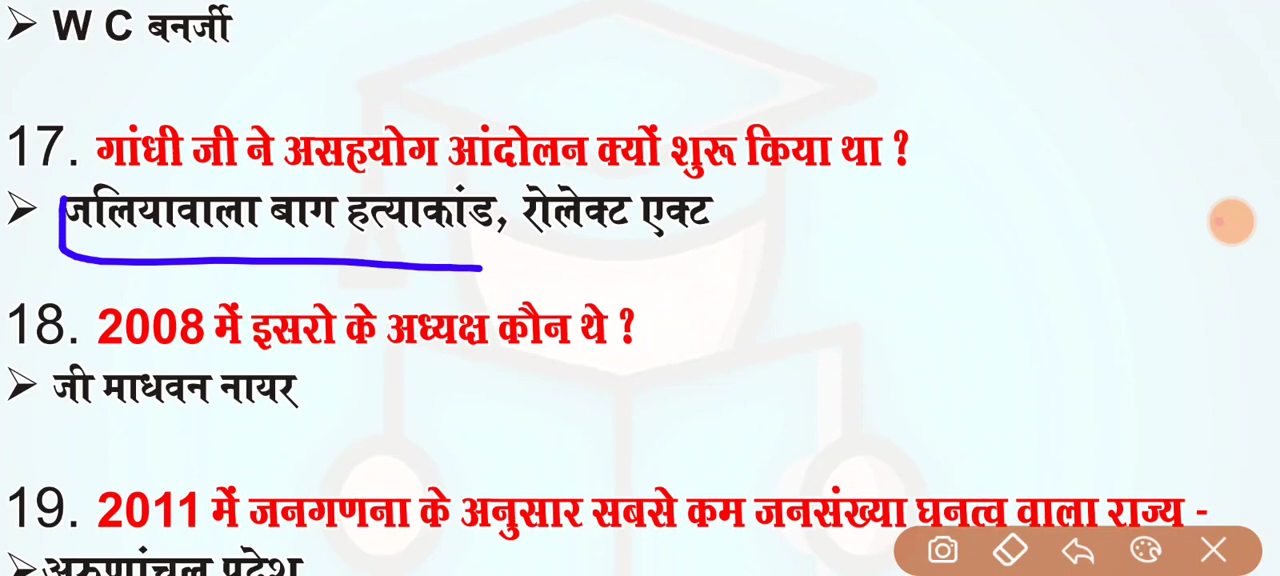 ➢ W C बनर्जी
17. गांधी जी ने असहयोग आंदोलन क्यों शुरू किया था ?
➢ जलियावाला बाग हत्याकांड, रोलेक्ट एक्ट
18. 2008 में इसरो के अध्यक्ष कौन थे ?
➢ जी माधवन नायर
19. 2011 में जनगणना के अनुसार सबसे कम जनसंख्या घनत्व वाला राज्य -
➢ अरुणांचल प्रदेश